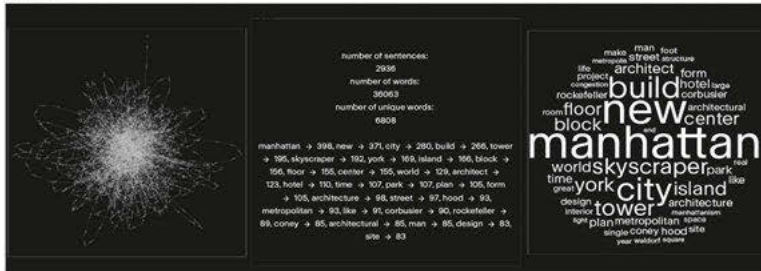 number of sentences:
2936
number of words:
36063
number of unique words:
6808
manhattan → 398, new → 371, city → 280, build → 266, tower
→ 195, skyscraper → 192, york → 169, island → 166, block →
156, floor → 155, center → 155, world → 129, architect →
123, hotel → 110, time → 107, park → 107, plan → 105, form
→ 105, architecture → 98, street → 97, hood → 93,
metropolitan → 93, like → 91, corbusier → 90, rockefeller →
89, coney → 85, architectural → 85, man → 85, design → 83,
site → 83
make man foot
metropolis street structure
life architect form
project build hotel large
congestion
rockefeller corbusier
room floor new architectural
block center
end
manhattan
world skyscraper park real
time york city island like
great
design tower architecture
interior manhattanism
light plan metropolitan space
single coney hood site
year waldorf square